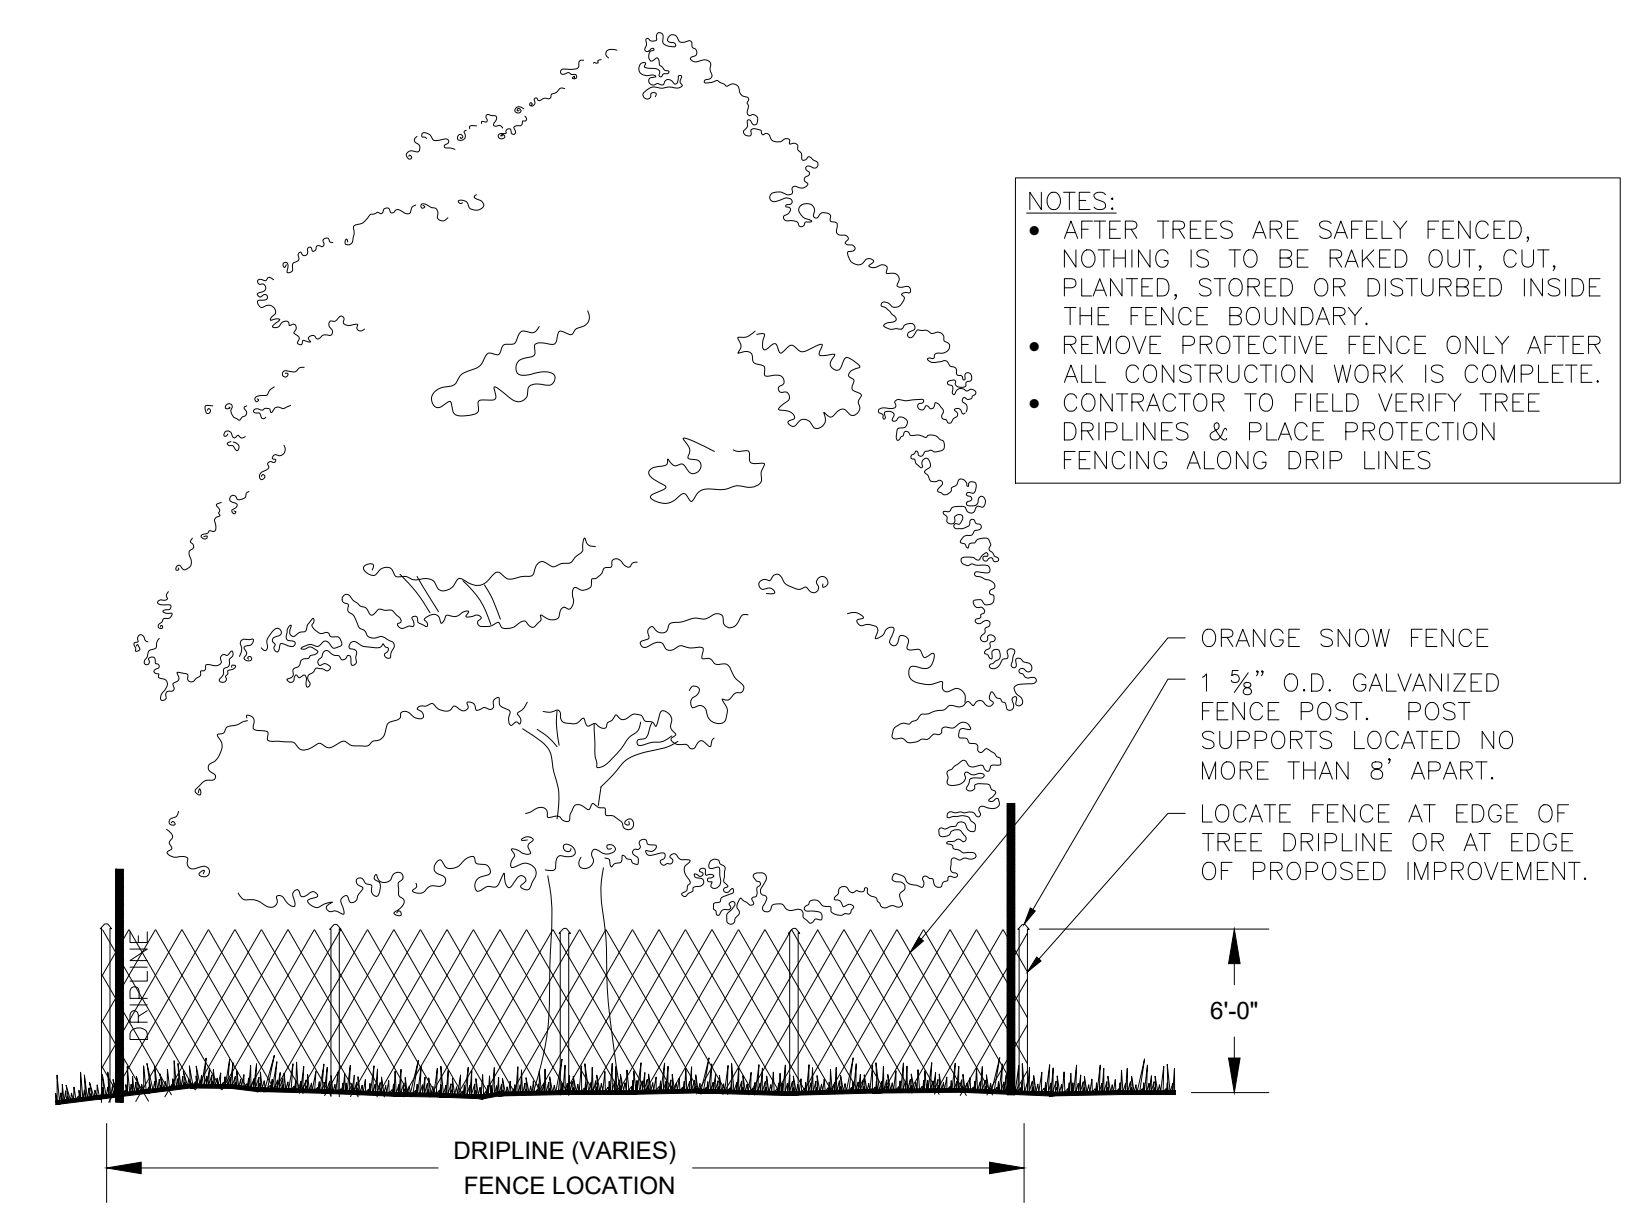 NOTES:
• AFTER TREES ARE SAFELY FENCED,
NOTHING IS TO BE RAKED OUT, CUT,
PLANTED, STORED OR DISTURBED INSIDE
THE FENCE BOUNDARY.
• REMOVE PROTECTIVE FENCE ONLY AFTER
ALL CONSTRUCTION WORK IS COMPLETE.
• CONTRACTOR TO FIELD VERIFY TREE
DRIPLINES & PLACE PROTECTION
FENCING ALONG DRIP LINES
ORANGE SNOW FENCE
1 ⅝" O.D. GALVANIZED
FENCE POST. POST
SUPPORTS LOCATED NO
MORE THAN 8' APART.
LOCATE FENCE AT EDGE OF
TREE DRIPLINE OR AT EDGE
OF PROPOSED IMPROVEMENT.
DRIPLINE
6'-0"
DRIPLINE (VARIES)
FENCE LOCATION